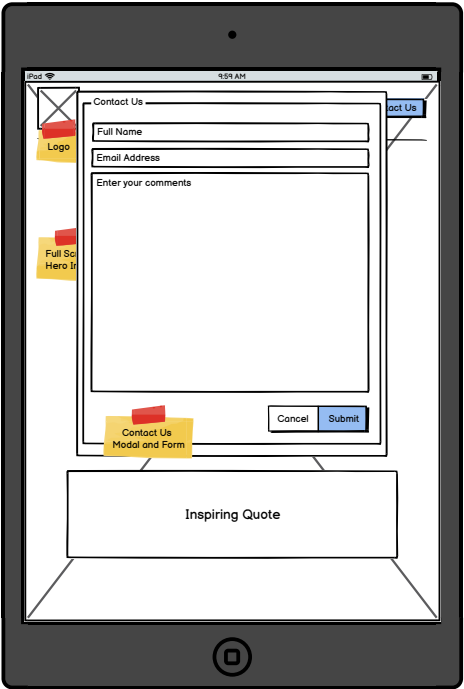 iPad 9:59 AM
Contact Us
act Us
Full Name
Logo
Email Address
Enter your comments
Full Sc
Hero I
Cancel Submit
Contact Us
Modal and Form
Inspiring Quote